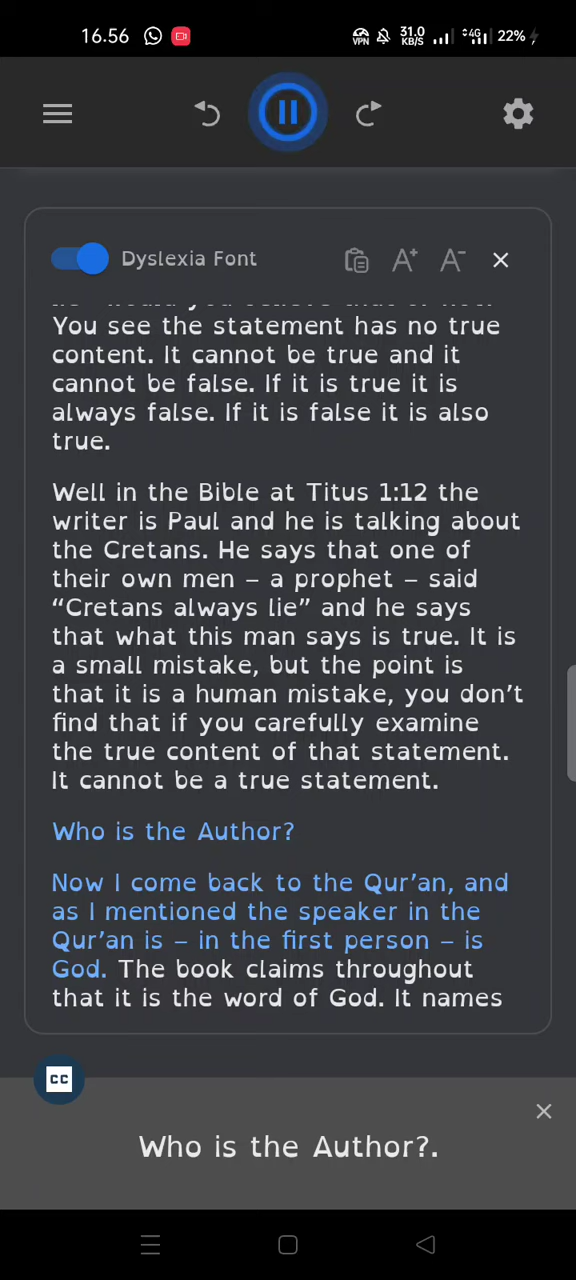 16.56
VPN
31.0
KB/S
4G
22%
Dyslexia Font
A+
A-
You see the statement has no true
content. It cannot be true and it
cannot be false. If it is true it is
always false. If it is false it is also
true.
Well in the Bible at Titus 1:12 the
writer is Paul and he is talking about
the Cretans. He says that one of
their own men – a prophet – said
“Cretans always lie” and he says
that what this man says is true. It is
a small mistake, but the point is
that it is a human mistake, you don’t
find that if you carefully examine
the true content of that statement.
It cannot be a true statement.
Who is the Author?
Now I come back to the Qur’an, and
as I mentioned the speaker in the
Qur’an is – in the first person – is
God. The book claims throughout
that it is the word of God. It names
CC
Who is the Author?.